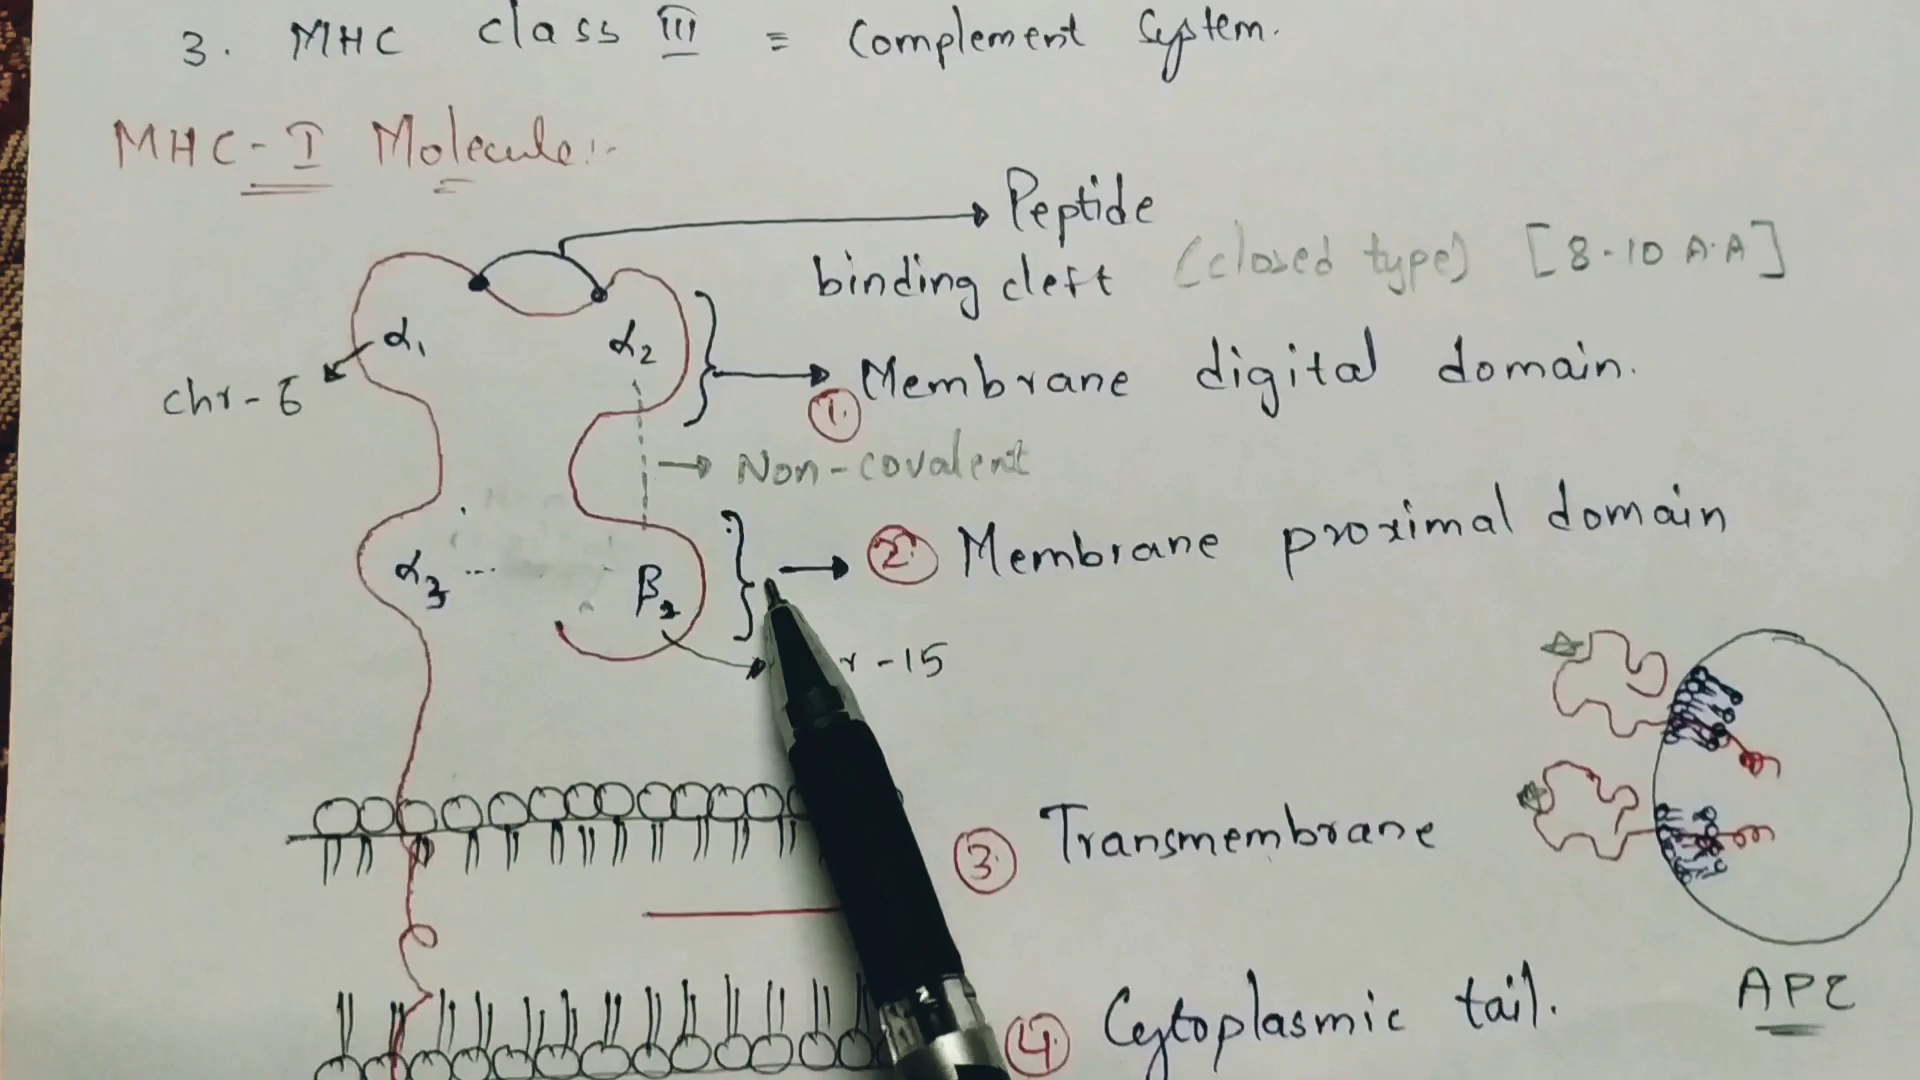 3. MHC class III = Complement System.
MHC-I Molecule:-
Peptide
binding cleft (closed type) [8-10 A.A]
α1
α2
chr-6
1. Membrane digital domain.
→ Non-covalent
α3 ...
β2
2. Membrane proximal domain
-15
3. Transmembrane
4. Cytoplasmic tail.
APC